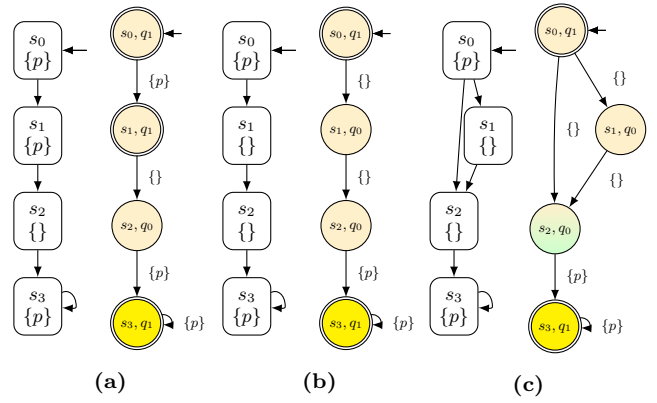 s₀
{p}
s₁
{p}
s₂
{}
s₃
{p}
s₀, q₁
{p}
s₁, q₁
{}
s₂, q₀
{p}
s₃, q₁
{p}
(a)
s₀
{p}
s₁
{}
s₂
{}
s₃
{p}
s₀, q₁
{}
s₁, q₀
{}
s₂, q₀
{p}
s₃, q₁
{p}
(b)
s₀
{p}
s₁
{}
s₂
{}
s₃
{p}
s₀, q₁
{}
s₁, q₀
{}
{}
s₂, q₀
{p}
s₃, q₁
{p}
(c)